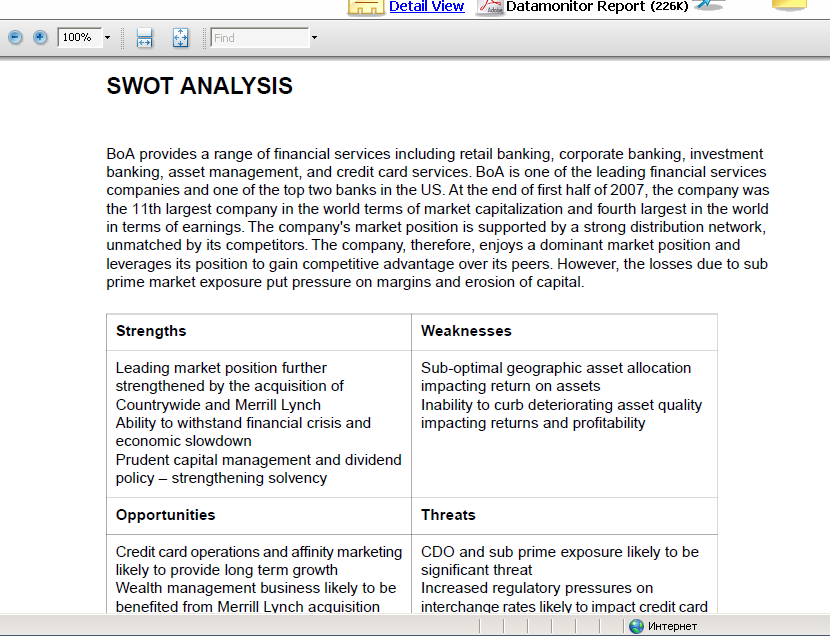 Detail View Datamonitor Report (226K)
100% Find
SWOT ANALYSIS
BoA provides a range of financial services including retail banking, corporate banking, investment
banking, asset management, and credit card services. BoA is one of the leading financial services
companies and one of the top two banks in the US. At the end of first half of 2007, the company was
the 11th largest company in the world terms of market capitalization and fourth largest in the world
in terms of earnings. The company's market position is supported by a strong distribution network,
unmatched by its competitors. The company, therefore, enjoys a dominant market position and
leverages its position to gain competitive advantage over its peers. However, the losses due to sub
prime market exposure put pressure on margins and erosion of capital.
Strengths
Leading market position further
strengthened by the acquisition of
Countrywide and Merrill Lynch
Ability to withstand financial crisis and
economic slowdown
Prudent capital management and dividend
policy – strengthening solvency
Weaknesses
Sub-optimal geographic asset allocation
impacting return on assets
Inability to curb deteriorating asset quality
impacting returns and profitability
Opportunities
Credit card operations and affinity marketing
likely to provide long term growth
Wealth management business likely to be
benefited from Merrill Lynch acquisition
Threats
CDO and sub prime exposure likely to be
significant threat
Increased regulatory pressures on
interchange rates likely to impact credit card
Интернет